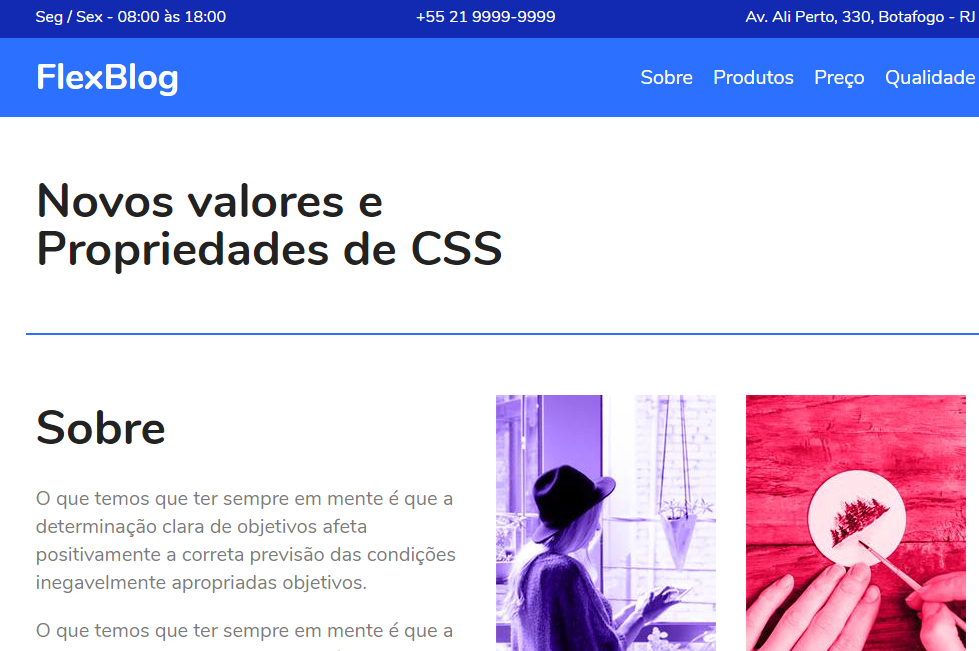 Seg / Sex - 08:00 às 18:00
+55 21 9999-9999
Av. Ali Perto, 330, Botafogo - RJ
FlexBlog
Sobre Produtos Preço Qualidade
Novos valores e
Propriedades de CSS
Sobre
O que temos que ter sempre em mente é que a
determinação clara de objetivos afeta
positivamente a correta previsão das condições
inegavelmente apropriadas objetivos.
O que temos que ter sempre em mente é que a